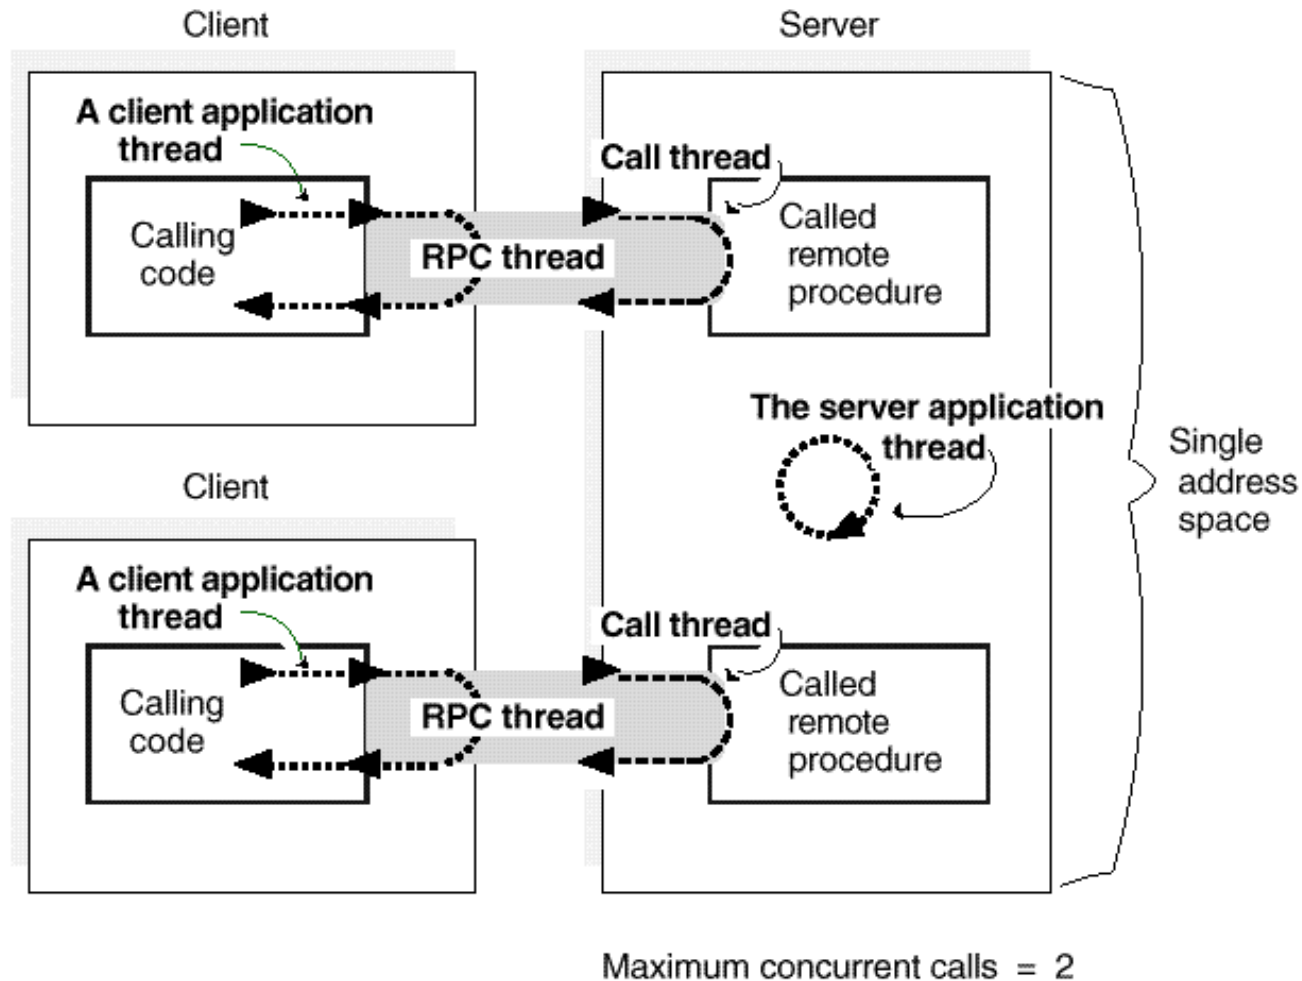 Client
Server
A client application
thread
Calling
code
RPC thread
Call thread
Called
remote
procedure
The server application
thread
Single
address
space
Client
A client application
thread
Calling
code
RPC thread
Call thread
Called
remote
procedure
Maximum concurrent calls = 2